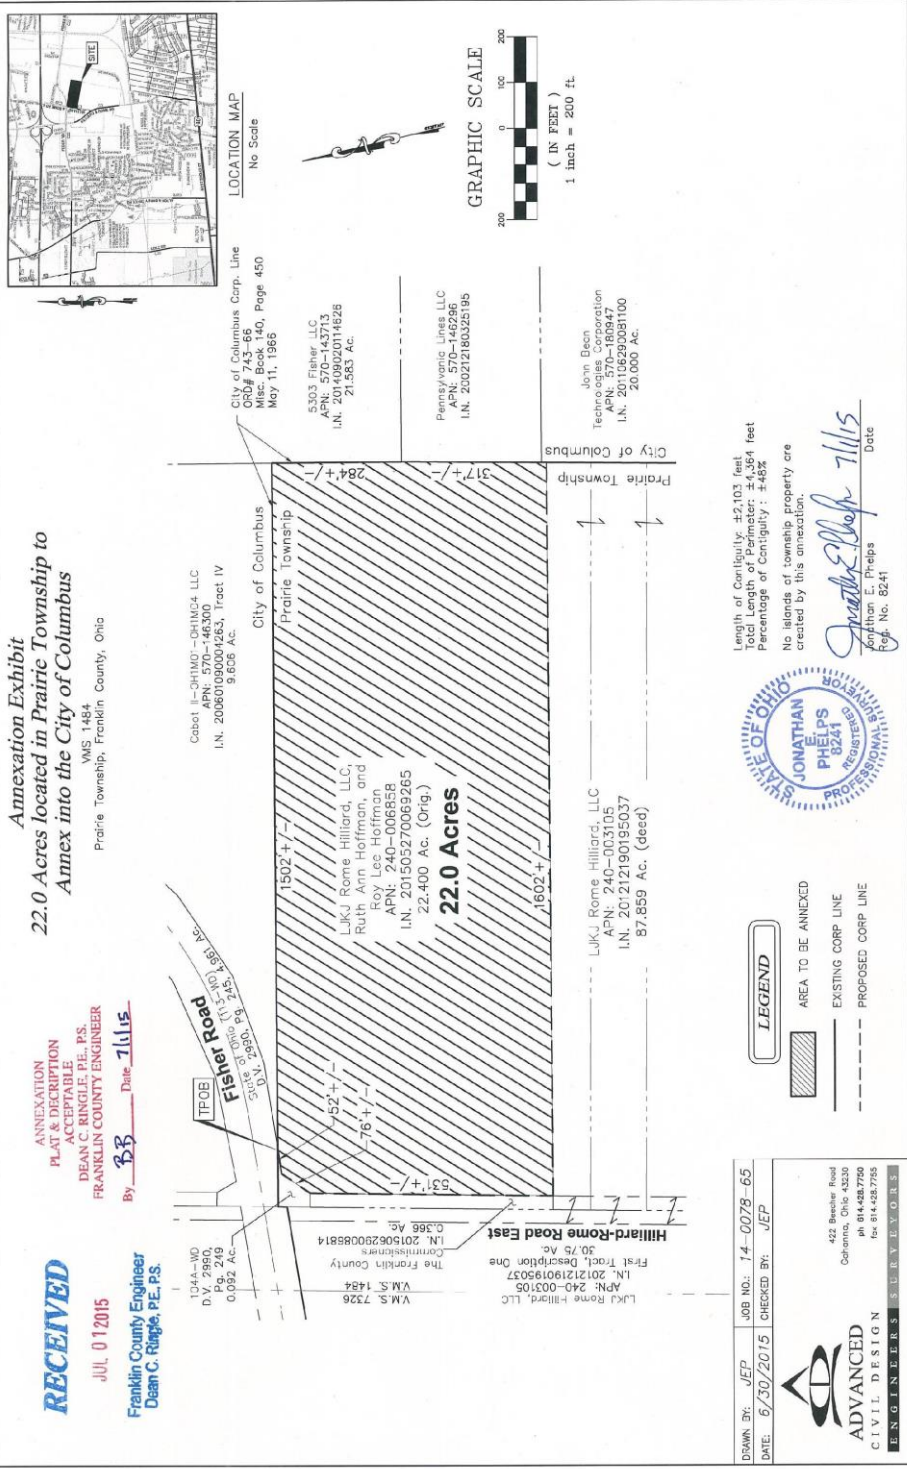 Annexation Exhibit
22.0 Acres located in Prairie Township to
Annex into the City of Columbus
VMS 1484
Prairie Township, Franklin County, Ohio
RECEIVED
JUL 01 2015
Franklin County Engineer
Dean C. Ringle, P.E., P.S.
ANNEXATION
PLAT & DECRIPTION
ACCEPTABLE
DEAN C. RINGLE, P.E., P.S.
FRANKLIN COUNTY ENGINEER
By BB Date 7/1/15
SITE
LOCATION MAP
No Scale
City of Columbus Corp. Line
ORD# 743-66
Misc. Book 140, Page 450
May 11, 1966
Cabot II-OH1M01-OH1M04 LLC
APN: 570-146300
I.N. 200601090004263, Tract IV
9.606 Ac.
City of Columbus
Prairie Township
TPOB
Fisher Road
State of Ohio (113-WD)
D.V. 2990, Pg. 245, 4.961 Ac.
104A-WD
D.V. 2990,
Pg. 249
0.092 Ac.
52'+/-
76'+/-
1502'+/-
284'+/-
317'+/-
531'+/-
1602'+/-
LJKJ Rome Hilliard, LLC,
Ruth Ann Hoffman, and
Roy Lee Hoffman
APN: 240-006858
I.N. 201505270069265
22.400 Ac. (Orig.)
22.0 Acres
5303 Fisher LLC
APN: 570-143713
I.N. 201409020114626
21.583 Ac.
Pennsylvania Lines LLC
APN: 570-146296
I.N. 200212180325195
John Bean
Technologies Corporation
APN: 570-180947
I.N. 201106290081100
20.000 Ac.
City of Columbus
Prairie Township
V.M.S. 7326
V.M.S. 1484
The Franklin County
Commissioners
I.N. 201506290086814
0.366 Ac.
LJKJ Rome Hilliard, LLC
APN: 240-003105
I.N. 201212190195037
First Tract, Description One
30.75 Ac.
Hilliard-Rome Road East
LJKJ Rome Hilliard, LLC
APN: 240-003105
I.N. 201212190195037
87.859 Ac. (deed)
GRAPHIC SCALE
200 0 100 200
( IN FEET )
1 inch = 200 ft.
LEGEND
AREA TO BE ANNEXED
EXISTING CORP LINE
PROPOSED CORP LINE
Length of Contiguity: ±2,103 feet
Total Length of Perimeter: ±4,364 feet
Percentage of Contiguity : ±48%
No islands of township property are
created by this annexation.
STATE OF OHIO
JONATHAN
E.
PHELPS
8241
REGISTERED
PROFESSIONAL SURVEYOR
Jonathan E. Phelps 7/1/15
Jonathan E. Phelps Date
Reg. No. 8241
DRAWN BY: JEP JOB NO.: 14-0078-65
DATE: 6/30/2015 CHECKED BY: JEP
ADVANCED
CIVIL DESIGN
ENGINEERS SURVEYORS
422 Beecher Road
Gahanna, Ohio 43230
ph 614.428.7750
fax 614.428.7755